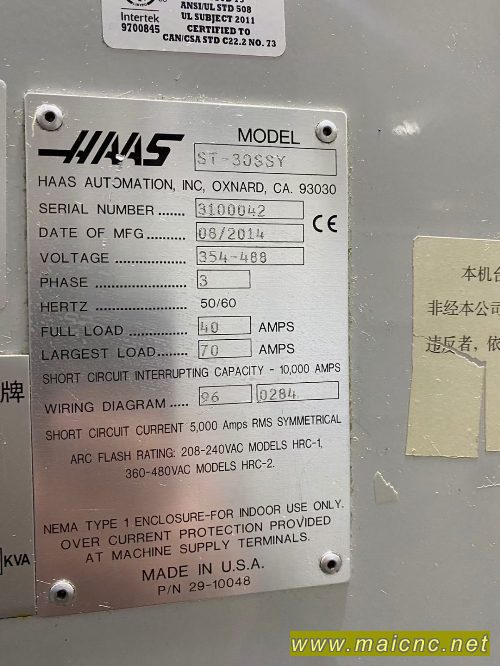 Intertek
9700845
ANSI/UL STD 508
UL SUBJECT 2011
CERTIFIED TO
CAN/CSA STD C22.2 NO. 73
HAAS
MODEL
ST-30SSY
HAAS AUTOMATION, INC, OXNARD, CA. 93030
SERIAL NUMBER ....... 3100042
DATE OF MFG ............ 08/2014
VOLTAGE ................... 354-488
CE
PHASE ........................ 3
HERTZ 50/60
FULL LOAD ................ 40 AMPS
LARGEST LOAD........ 70 AMPS
SHORT CIRCUIT INTERRUPTING CAPACITY - 10,000 AMPS
WIRING DIAGRAM ..... 96 0284
SHORT CIRCUIT CURRENT 5,000 Amps RMS SYMMETRICAL
ARC FLASH RATING: 208-240VAC MODELS HRC-1,
360-480VAC MODELS HRC-2.
NEMA TYPE 1 ENCLOSURE-FOR INDOOR USE ONLY.
OVER CURRENT PROTECTION PROVIDED
AT MACHINE SUPPLY TERMINALS.
MADE IN U.S.A.
P/N 29-10048
牌
KVA
本机台
非经本公司
违反者，依
www.maicnc.net